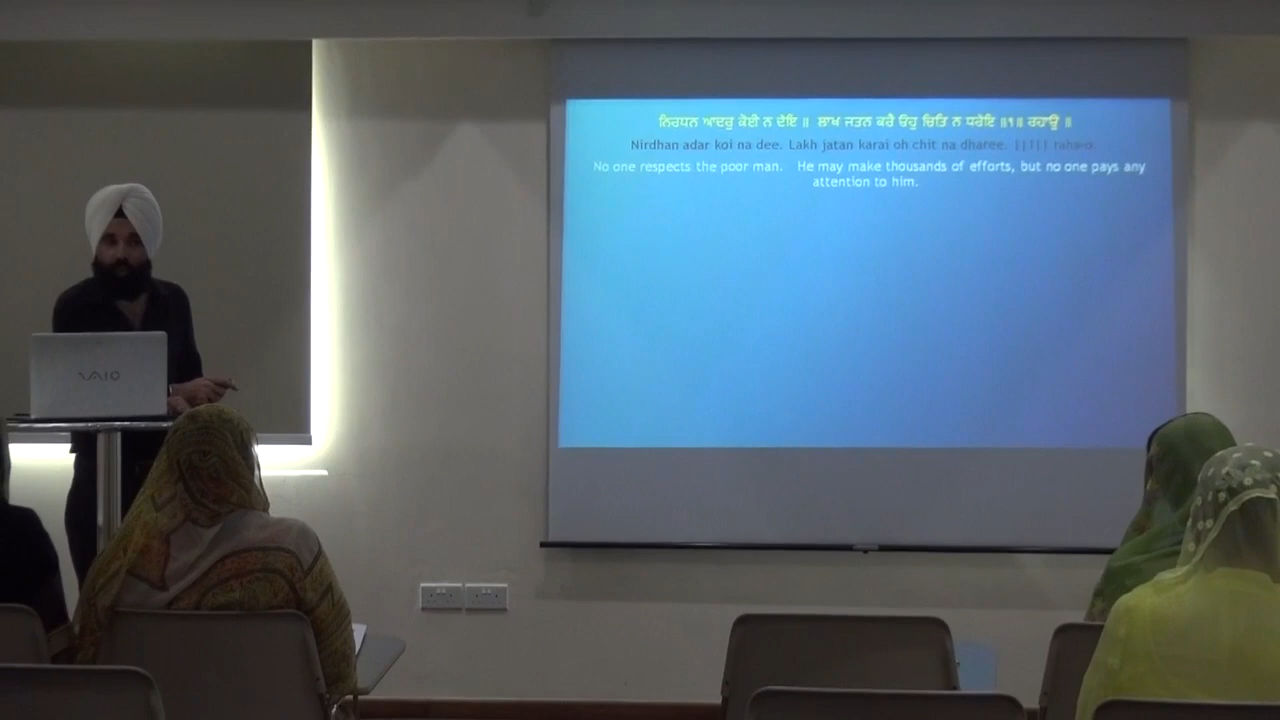 ਨਿਰਧਨ ਆਦਰੁ ਕੋਈ ਨ ਦੇਇ ॥ ਲਾਖ ਜਤਨ ਕਰੈ ਓਹੁ ਚਿਤਿ ਨ ਧਰੇਇ ॥੧॥ ਰਹਾਉ ॥
Nirdhan adar koi na dee. Lakh jatan karai oh chit na dharee. ||1|| rahao.
No one respects the poor man. He may make thousands of efforts, but no one pays any
attention to him.
VAIO